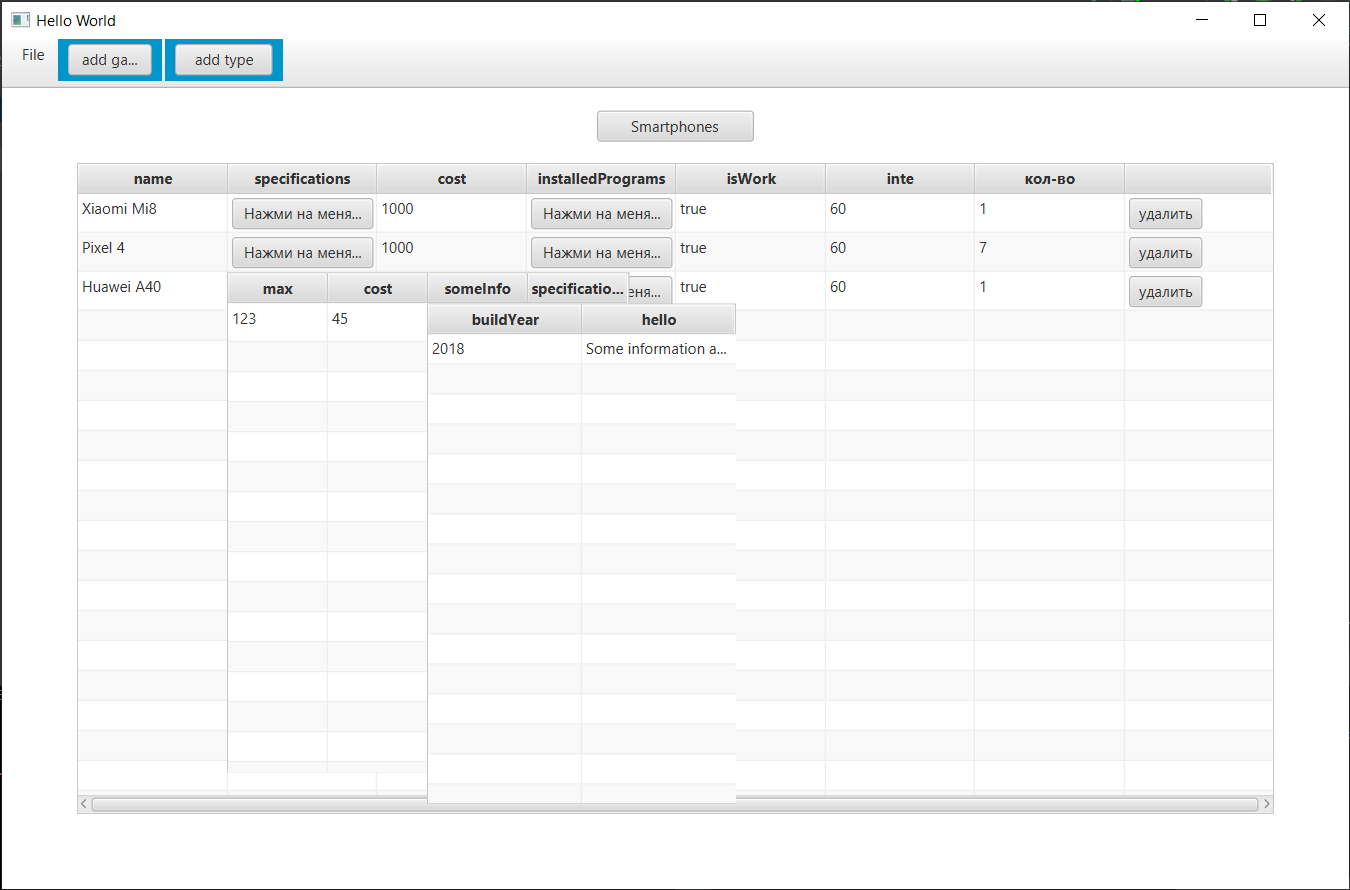 Hello World
File add ga... add type
Smartphones
name specifications cost installedPrograms isWork inte кол-во
Xiaomi Mi8 Нажми на меня... 1000 Нажми на меня... true 60 1 удалить
Pixel 4 Нажми на меня... 1000 Нажми на меня... true 60 7 удалить
Huawei A40 еня... true 60 1 удалить
max cost someInfo specificatio...
123 45
buildYear hello
2018 Some information a...